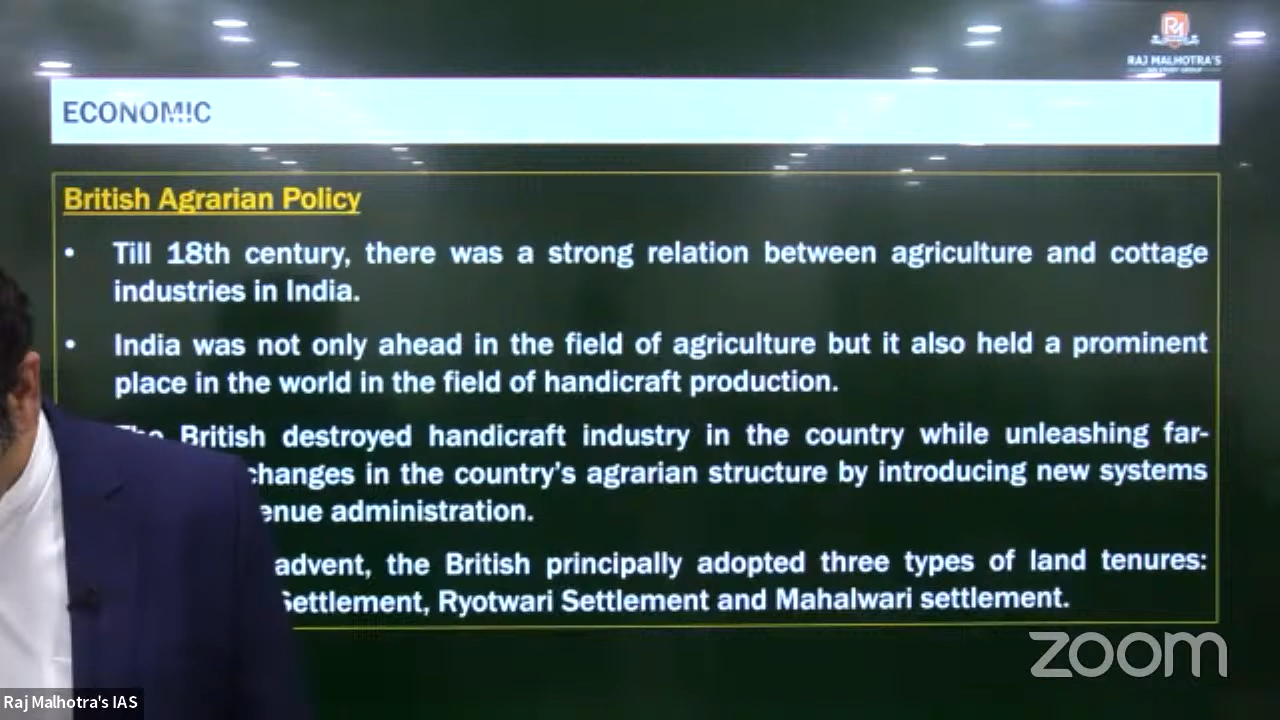 RAJ MALHOTRA'S
ECONOMIC
British Agrarian Policy
• Till 18th century, there was a strong relation between agriculture and cottage
industries in India.
• India was not only ahead in the field of agriculture but it also held a prominent
place in the world in the field of handicraft production.
The British destroyed handicraft industry in the country while unleashing far-
changes in the country's agrarian structure by introducing new systems
enue administration.
advent, the British principally adopted three types of land tenures:
Settlement, Ryotwari Settlement and Mahalwari settlement.
zoom
Raj Malhotra's IAS